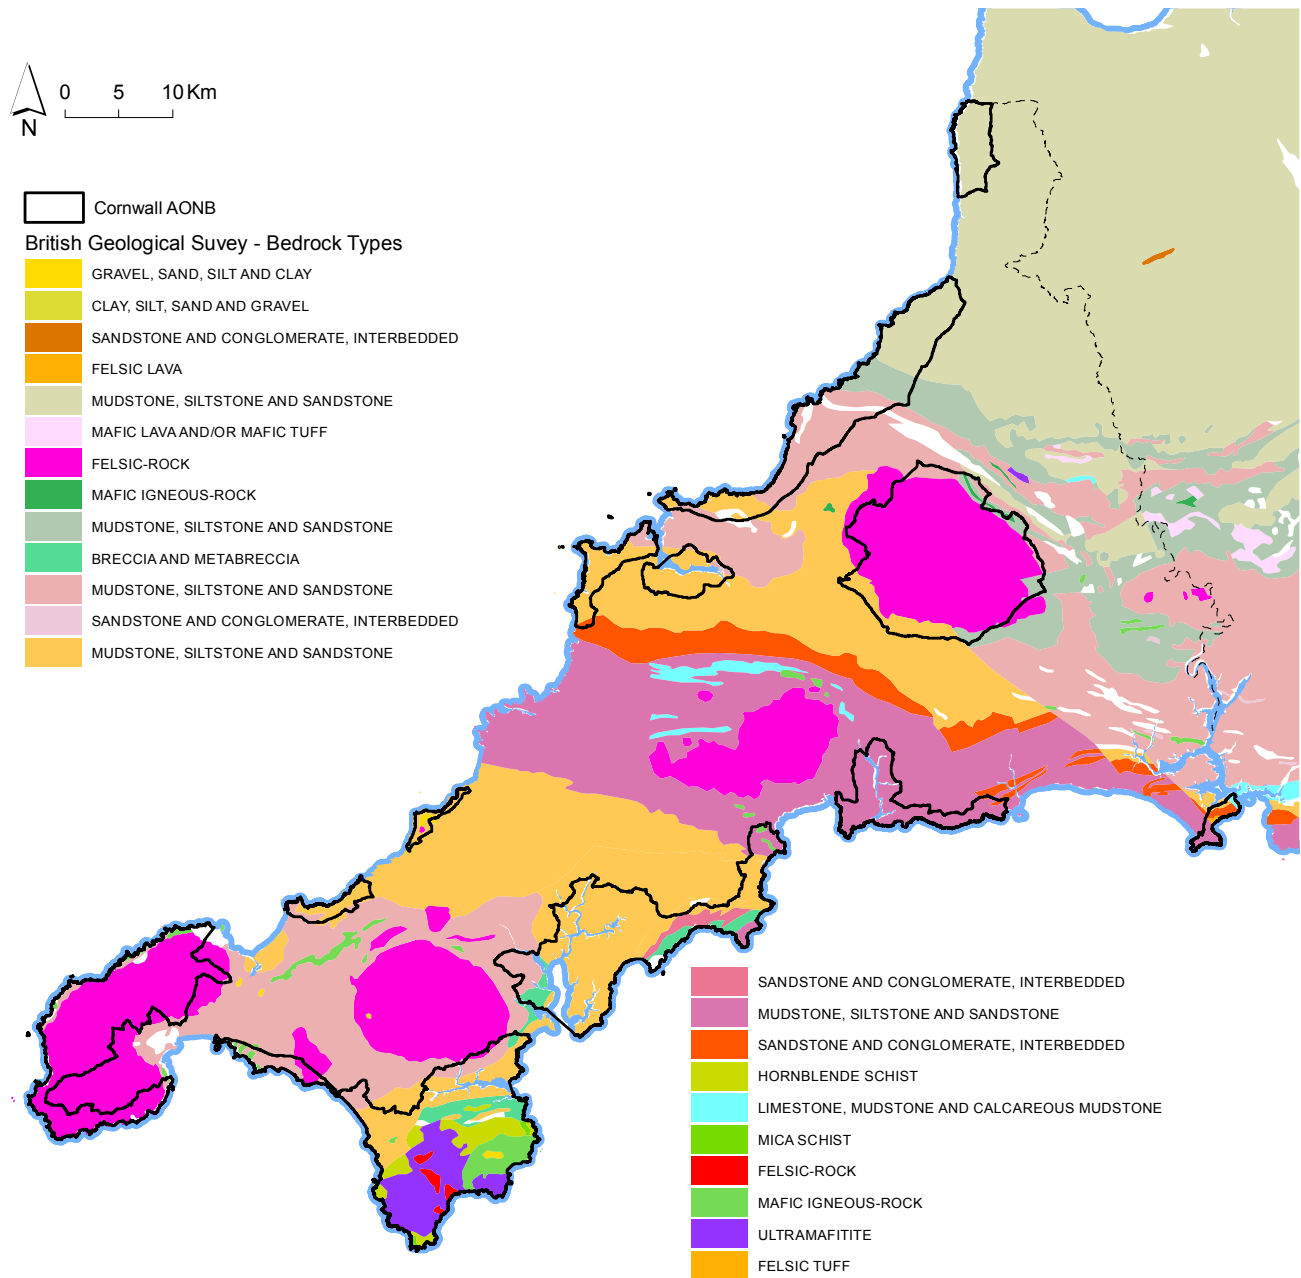 0 5 10 Km
N
Cornwall AONB
British Geological Suvey - Bedrock Types
GRAVEL, SAND, SILT AND CLAY
CLAY, SILT, SAND AND GRAVEL
SANDSTONE AND CONGLOMERATE, INTERBEDDED
FELSIC LAVA
MUDSTONE, SILTSTONE AND SANDSTONE
MAFIC LAVA AND/OR MAFIC TUFF
FELSIC-ROCK
MAFIC IGNEOUS-ROCK
MUDSTONE, SILTSTONE AND SANDSTONE
BRECCIA AND METABRECCIA
MUDSTONE, SILTSTONE AND SANDSTONE
SANDSTONE AND CONGLOMERATE, INTERBEDDED
MUDSTONE, SILTSTONE AND SANDSTONE
SANDSTONE AND CONGLOMERATE, INTERBEDDED
MUDSTONE, SILTSTONE AND SANDSTONE
SANDSTONE AND CONGLOMERATE, INTERBEDDED
HORNBLENDE SCHIST
LIMESTONE, MUDSTONE AND CALCAREOUS MUDSTONE
MICA SCHIST
FELSIC-ROCK
MAFIC IGNEOUS-ROCK
ULTRAMAFITITE
FELSIC TUFF